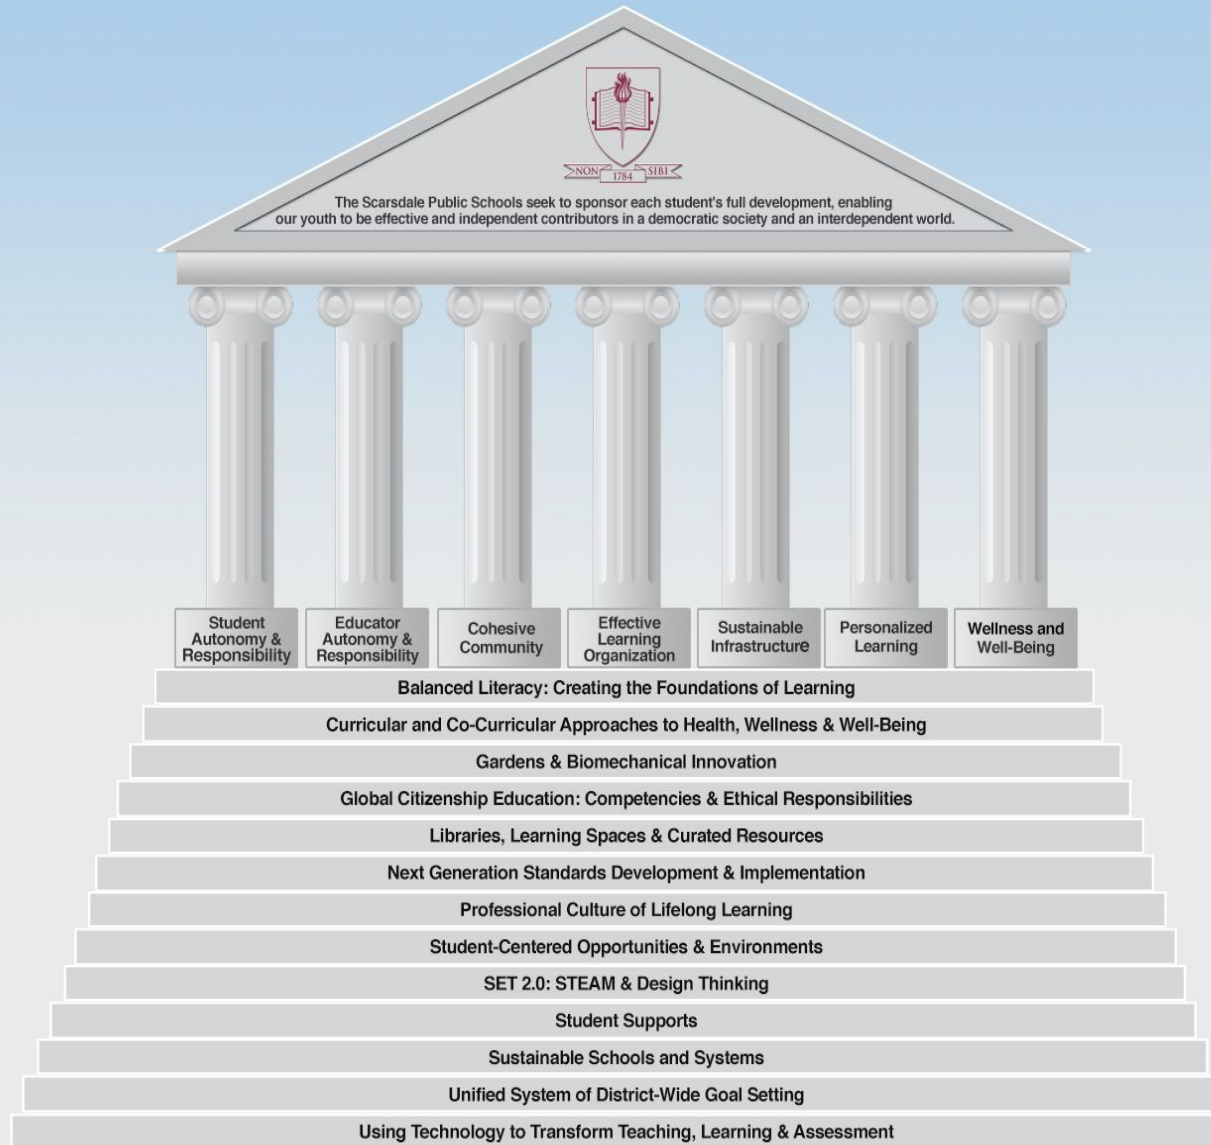 NON SIBI
1784
The Scarsdale Public Schools seek to sponsor each student's full development, enabling
our youth to be effective and independent contributors in a democratic society and an interdependent world.
Student
Autonomy &
Responsibility
Educator
Autonomy &
Responsibility
Cohesive
Community
Effective
Learning
Organization
Sustainable
Infrastructure
Personalized
Learning
Wellness and
Well-Being
Balanced Literacy: Creating the Foundations of Learning
Curricular and Co-Curricular Approaches to Health, Wellness & Well-Being
Gardens & Biomechanical Innovation
Global Citizenship Education: Competencies & Ethical Responsibilities
Libraries, Learning Spaces & Curated Resources
Next Generation Standards Development & Implementation
Professional Culture of Lifelong Learning
Student-Centered Opportunities & Environments
SET 2.0: STEAM & Design Thinking
Student Supports
Sustainable Schools and Systems
Unified System of District-Wide Goal Setting
Using Technology to Transform Teaching, Learning & Assessment